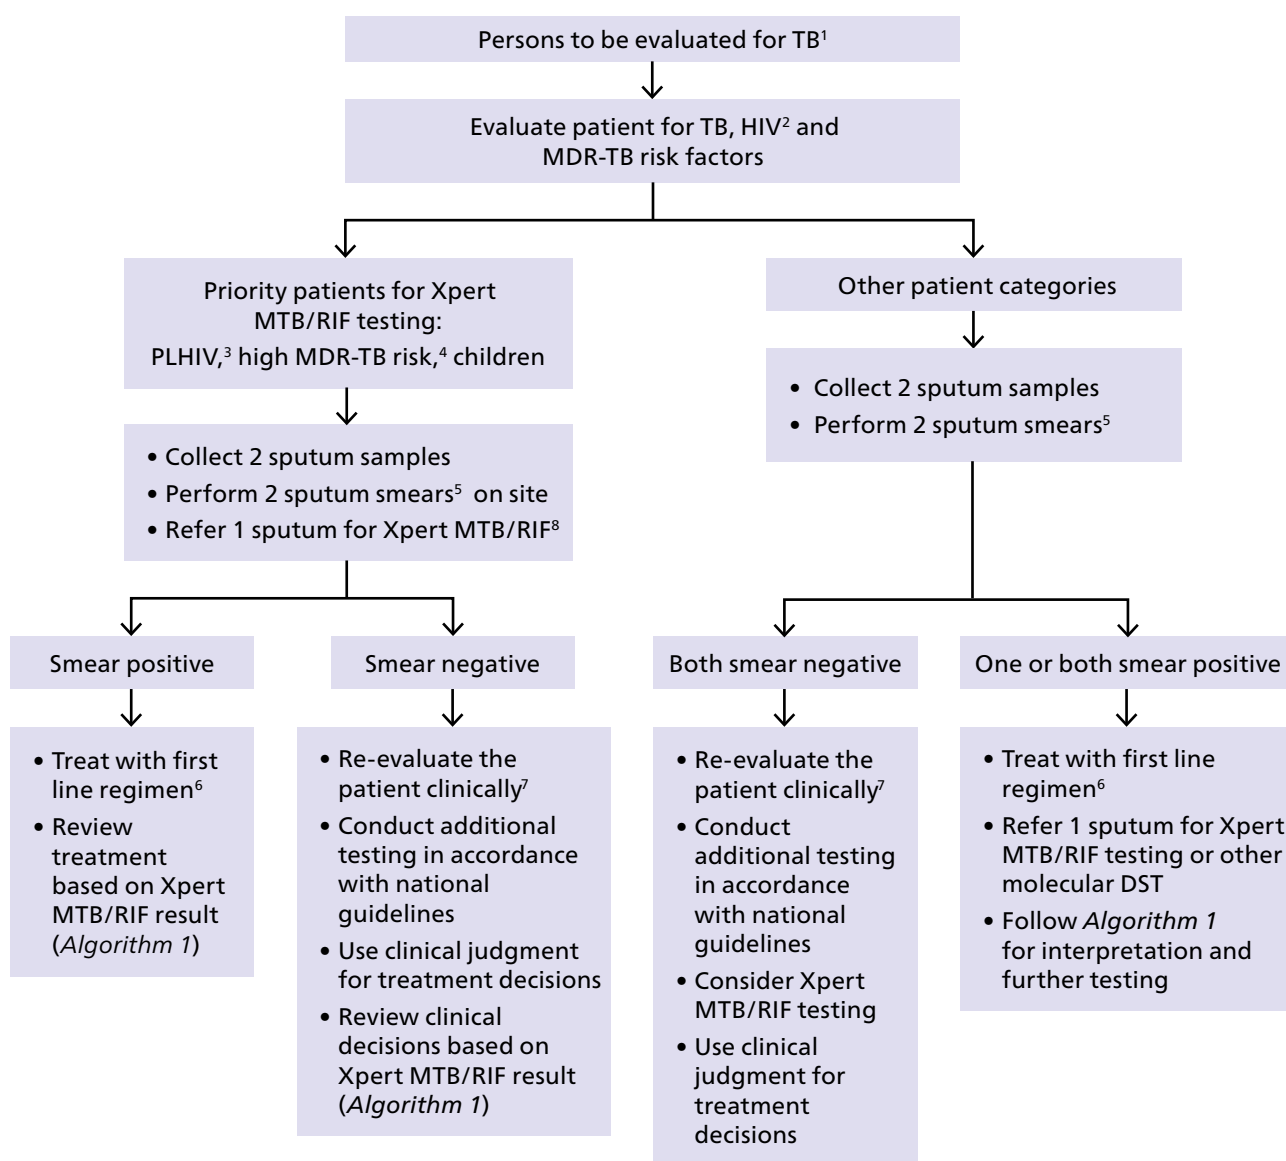 Persons to be evaluated for TB¹
Evaluate patient for TB, HIV² and
MDR-TB risk factors
Priority patients for Xpert
MTB/RIF testing:
PLHIV,³ high MDR-TB risk,⁴ children
• Collect 2 sputum samples
• Perform 2 sputum smears⁵ on site
• Refer 1 sputum for Xpert MTB/RIF⁸
Other patient categories
• Collect 2 sputum samples
• Perform 2 sputum smears⁵
Smear positive
• Treat with first
line regimen⁶
• Review
treatment
based on Xpert
MTB/RIF result
(Algorithm 1)
Smear negative
• Re-evaluate the
patient clinically⁷
• Conduct additional
testing in accordance
with national
guidelines
• Use clinical judgment
for treatment decisions
• Review clinical
decisions based on
Xpert MTB/RIF result
(Algorithm 1)
Both smear negative
• Re-evaluate the
patient clinically⁷
• Conduct
additional testing
in accordance
with national
guidelines
• Consider Xpert
MTB/RIF testing
• Use clinical
judgment for
treatment
decisions
One or both smear positive
• Treat with first line
regimen⁶
• Refer 1 sputum for Xpert
MTB/RIF testing or other
molecular DST
• Follow Algorithm 1
for interpretation and
further testing